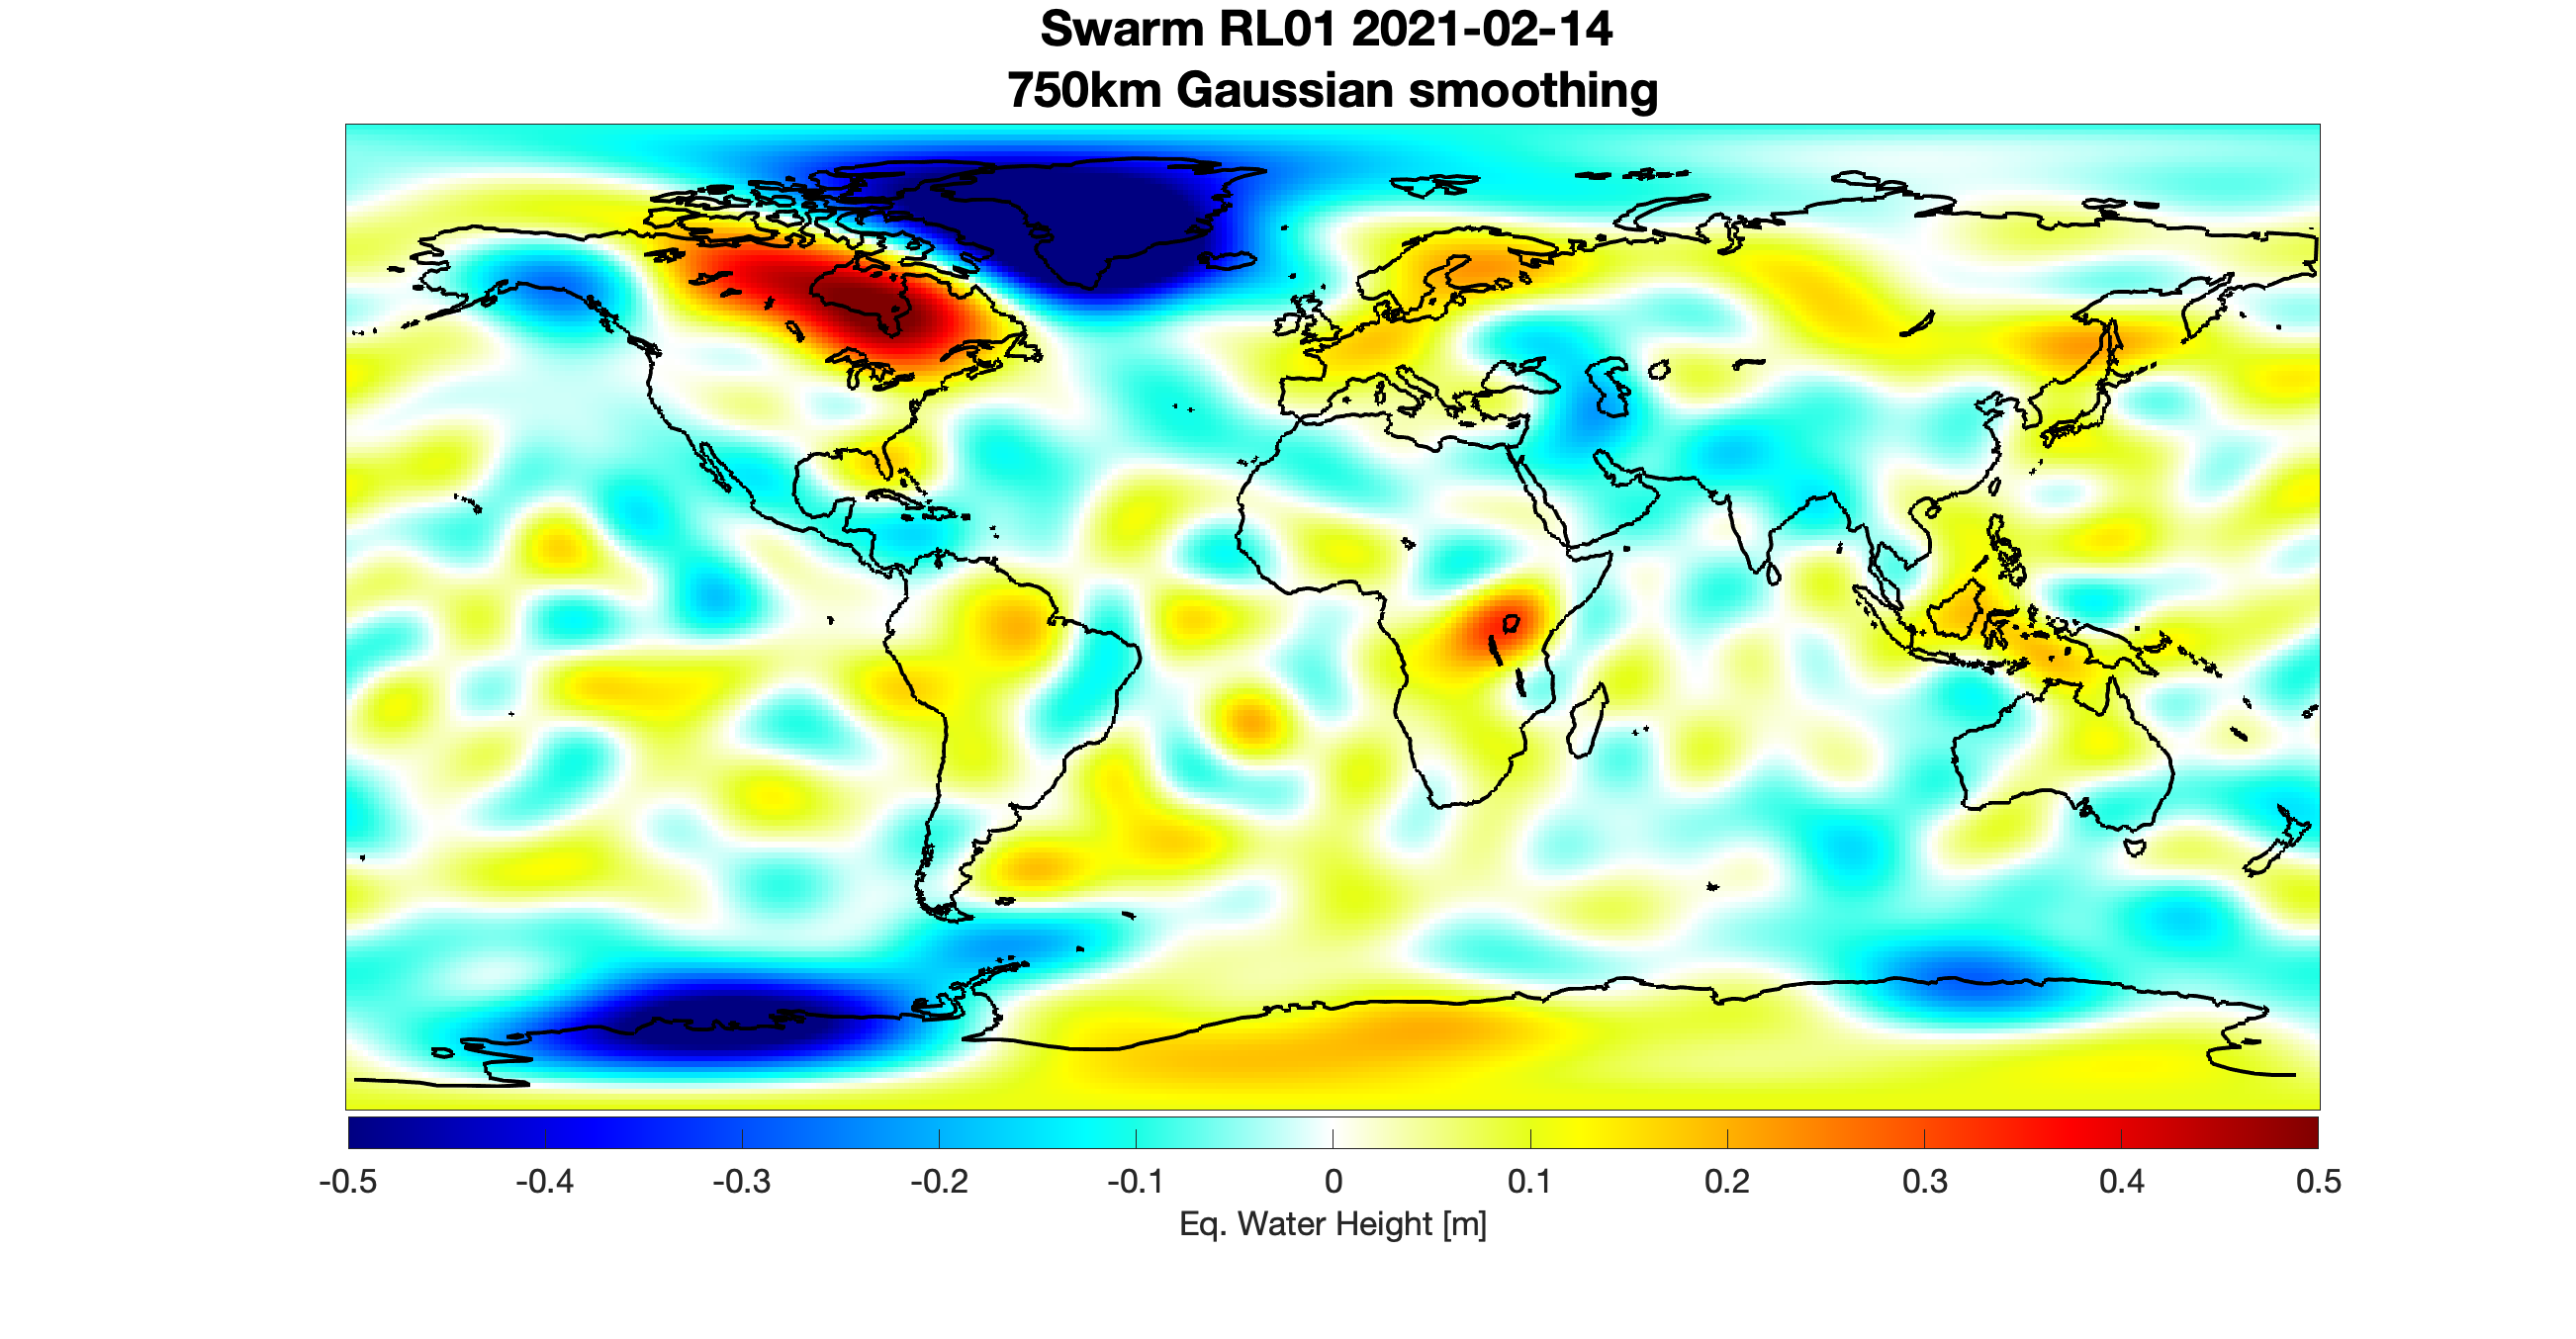 Swarm RL01 2021-02-14
750km Gaussian smoothing
-0.5 -0.4 -0.3 -0.2 -0.1 0 0.1 0.2 0.3 0.4 0.5
Eq. Water Height [m]